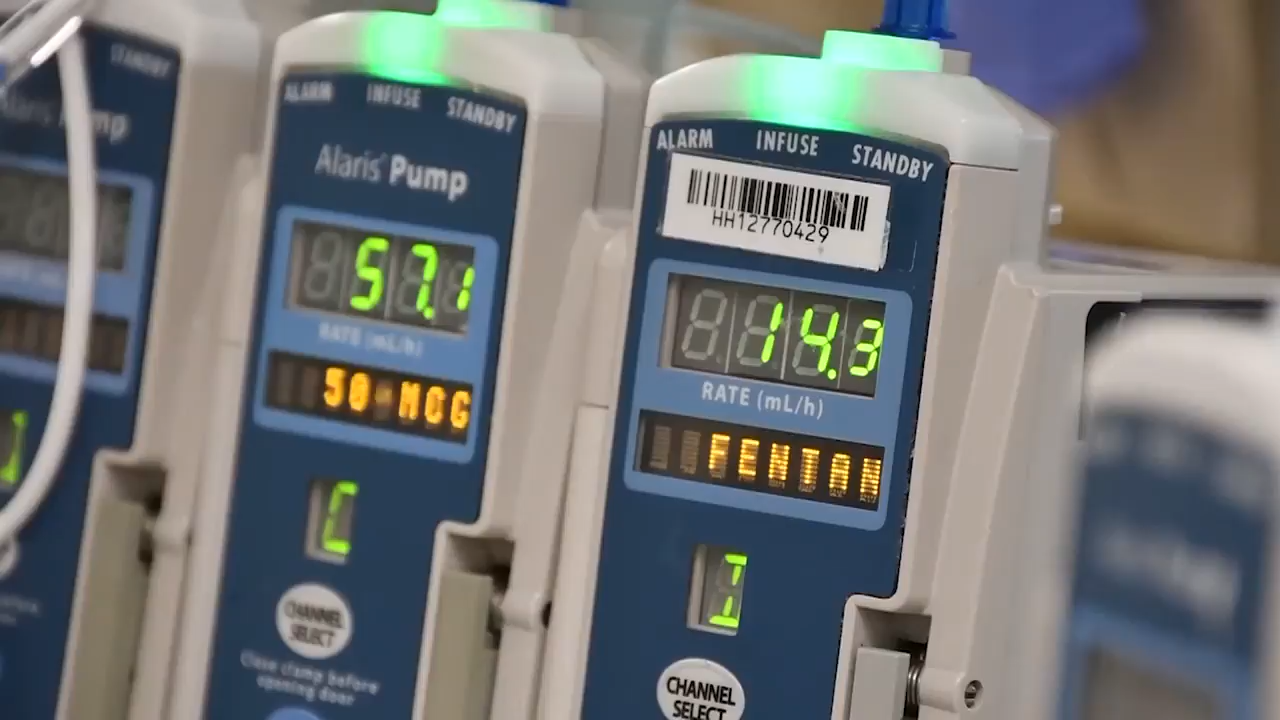 STANDBY
ALARM INFUSE STANDBY
Alaris® Pump
57.1
RATE (mL/h)
50-MCG
C
CHANNEL
SELECT
Close clamp before
opening door
ALARM INFUSE STANDBY
HH12770429
14.3
RATE (mL/h)
FENTAN
I
CHANNEL
SELECT